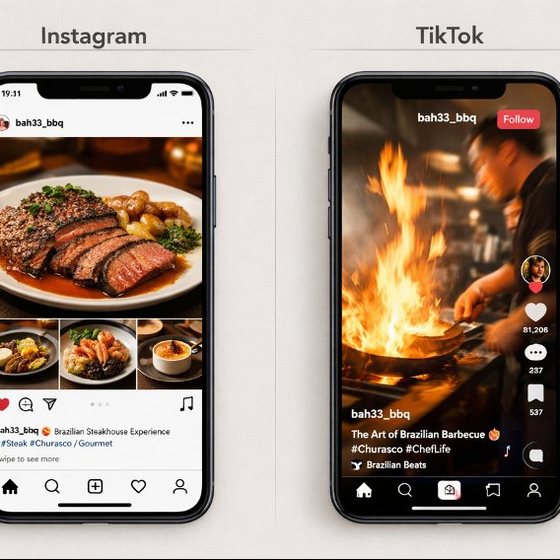 Instagram
TikTok
19:11
bah33_bbq
bah33_bbq
Follow
81,206
237
537
bah33_bbq
Brazilian Steakhouse Experience
#Steak #Churasco / Gourmet
wipe to see more
bah33_bbq
The Art of Brazilian Barbecue
#Churasco #ChefLife
Brazilian Beats